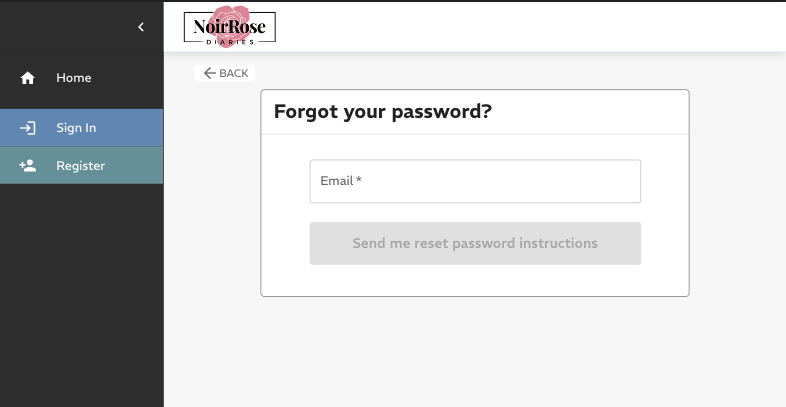 NoirRose
DIARIES
Home
Sign In
Register
BACK
Forgot your password?
Email *
Send me reset password instructions